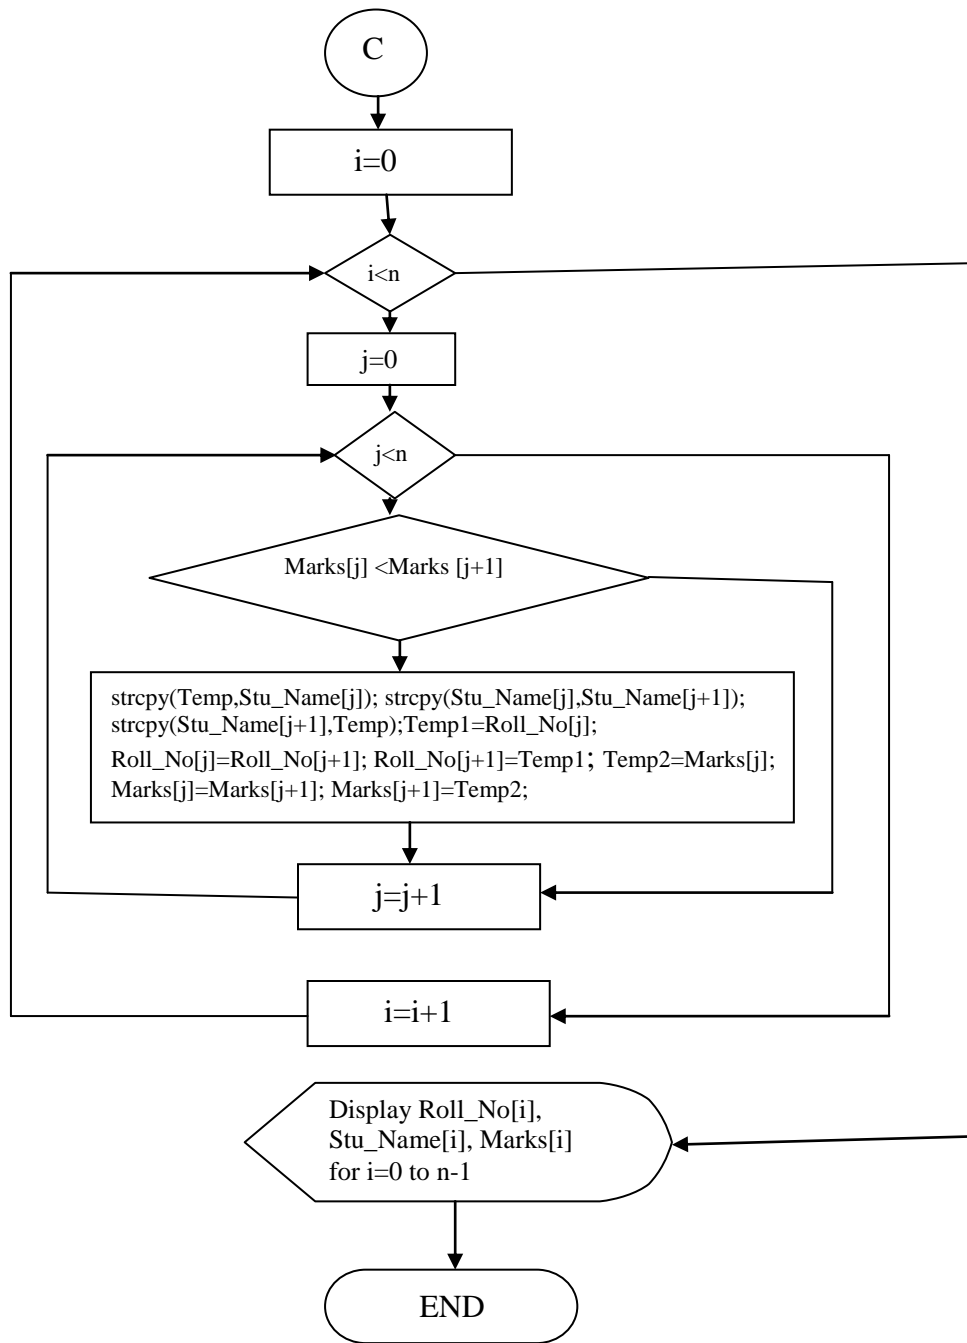 C
i=0
i<n
j=0
j<n
Marks[j] <Marks [j+1]
strcpy(Temp,Stu_Name[j]); strcpy(Stu_Name[j],Stu_Name[j+1]);
strcpy(Stu_Name[j+1],Temp);Temp1=Roll_No[j];
Roll_No[j]=Roll_No[j+1]; Roll_No[j+1]=Temp1; Temp2=Marks[j];
Marks[j]=Marks[j+1]; Marks[j+1]=Temp2;
j=j+1
i=i+1
Display Roll_No[i],
Stu_Name[i], Marks[i]
for i=0 to n-1
END